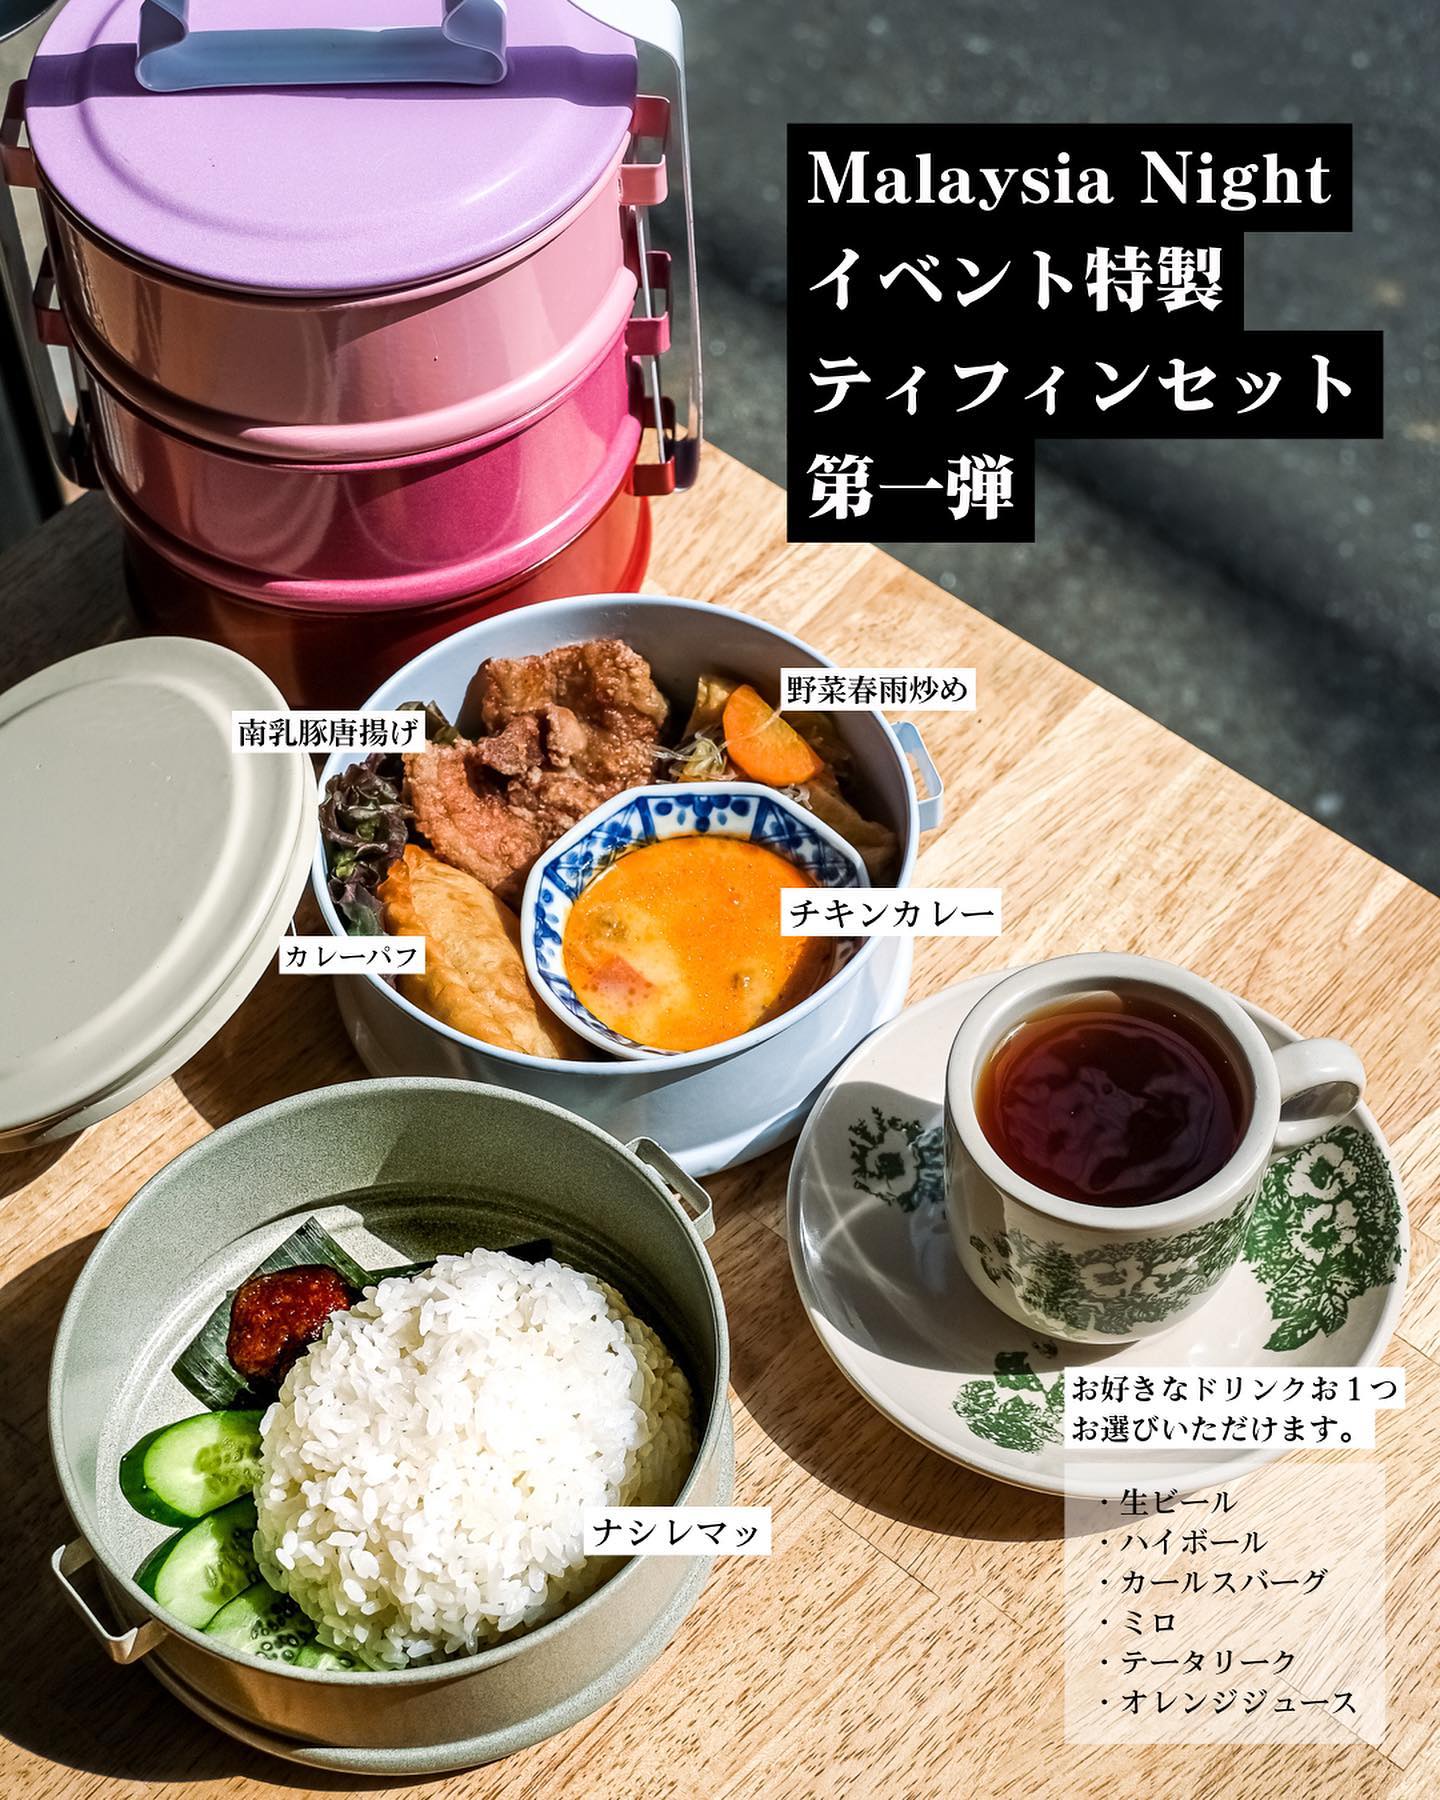 Malaysia Night
イベント特製
ティフィンセット
第一弾
野菜春雨炒め
南乳豚唐揚げ
チキンカレー
カレーパフ
お好きなドリンクお１つ
お選びいただけます。
・生ビール
・ハイボール
・カールスバーグ
・ミロ
・テータリーク
・オレンジジュース
ナシレマッ